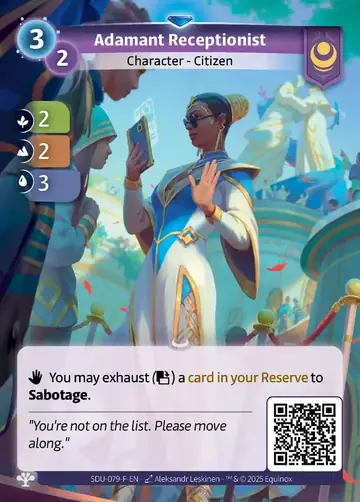 3
Adamant Receptionist
2
Character - Citizen
2
2
3
You may exhaust () a card in your Reserve to
Sabotage.
"You're not on the list. Please move
along."
SDU-079-F-EN - Aleksandr Leskinen - ™ & © 2025 Equinox